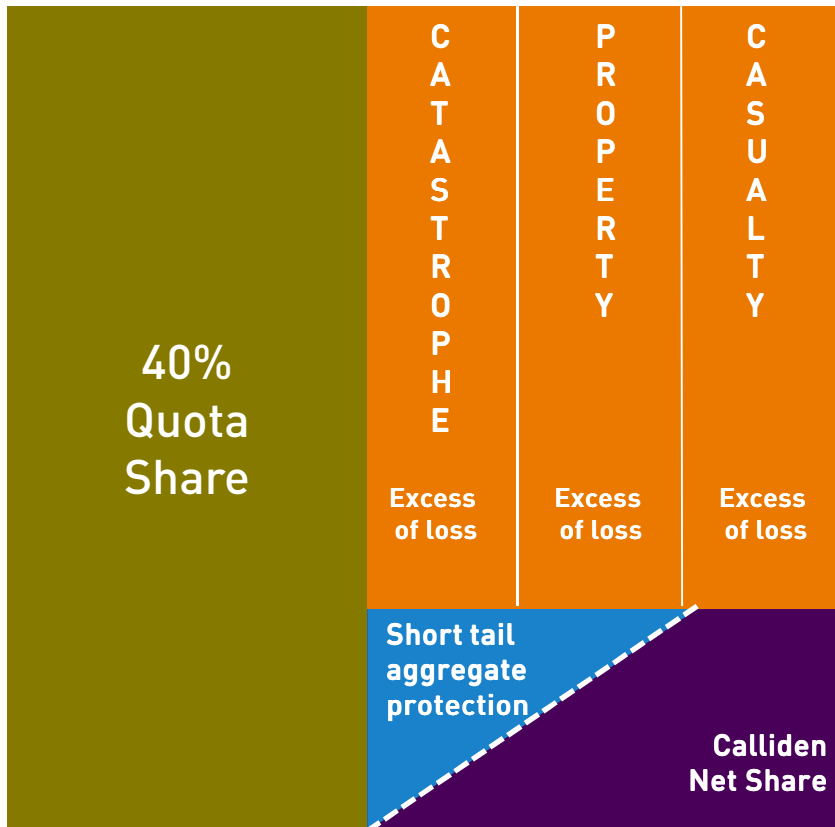 40%
Quota
Share
CATASTROPHE
Excess
of loss
PROPERTY
Excess
of loss
CASUALTY
Excess
of loss
Short tail
aggregate
protection
Calliden
Net Share